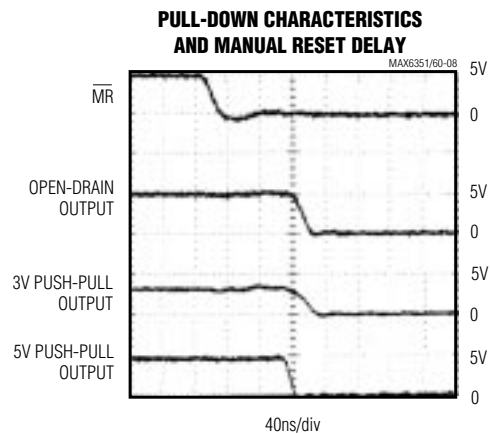 PULL-DOWN CHARACTERISTICS
AND MANUAL RESET DELAY
MAX6351/60-08
MR
5V
0
OPEN-DRAIN
OUTPUT
5V
0
3V PUSH-PULL
OUTPUT
5V
0
5V PUSH-PULL
OUTPUT
5V
0
40ns/div